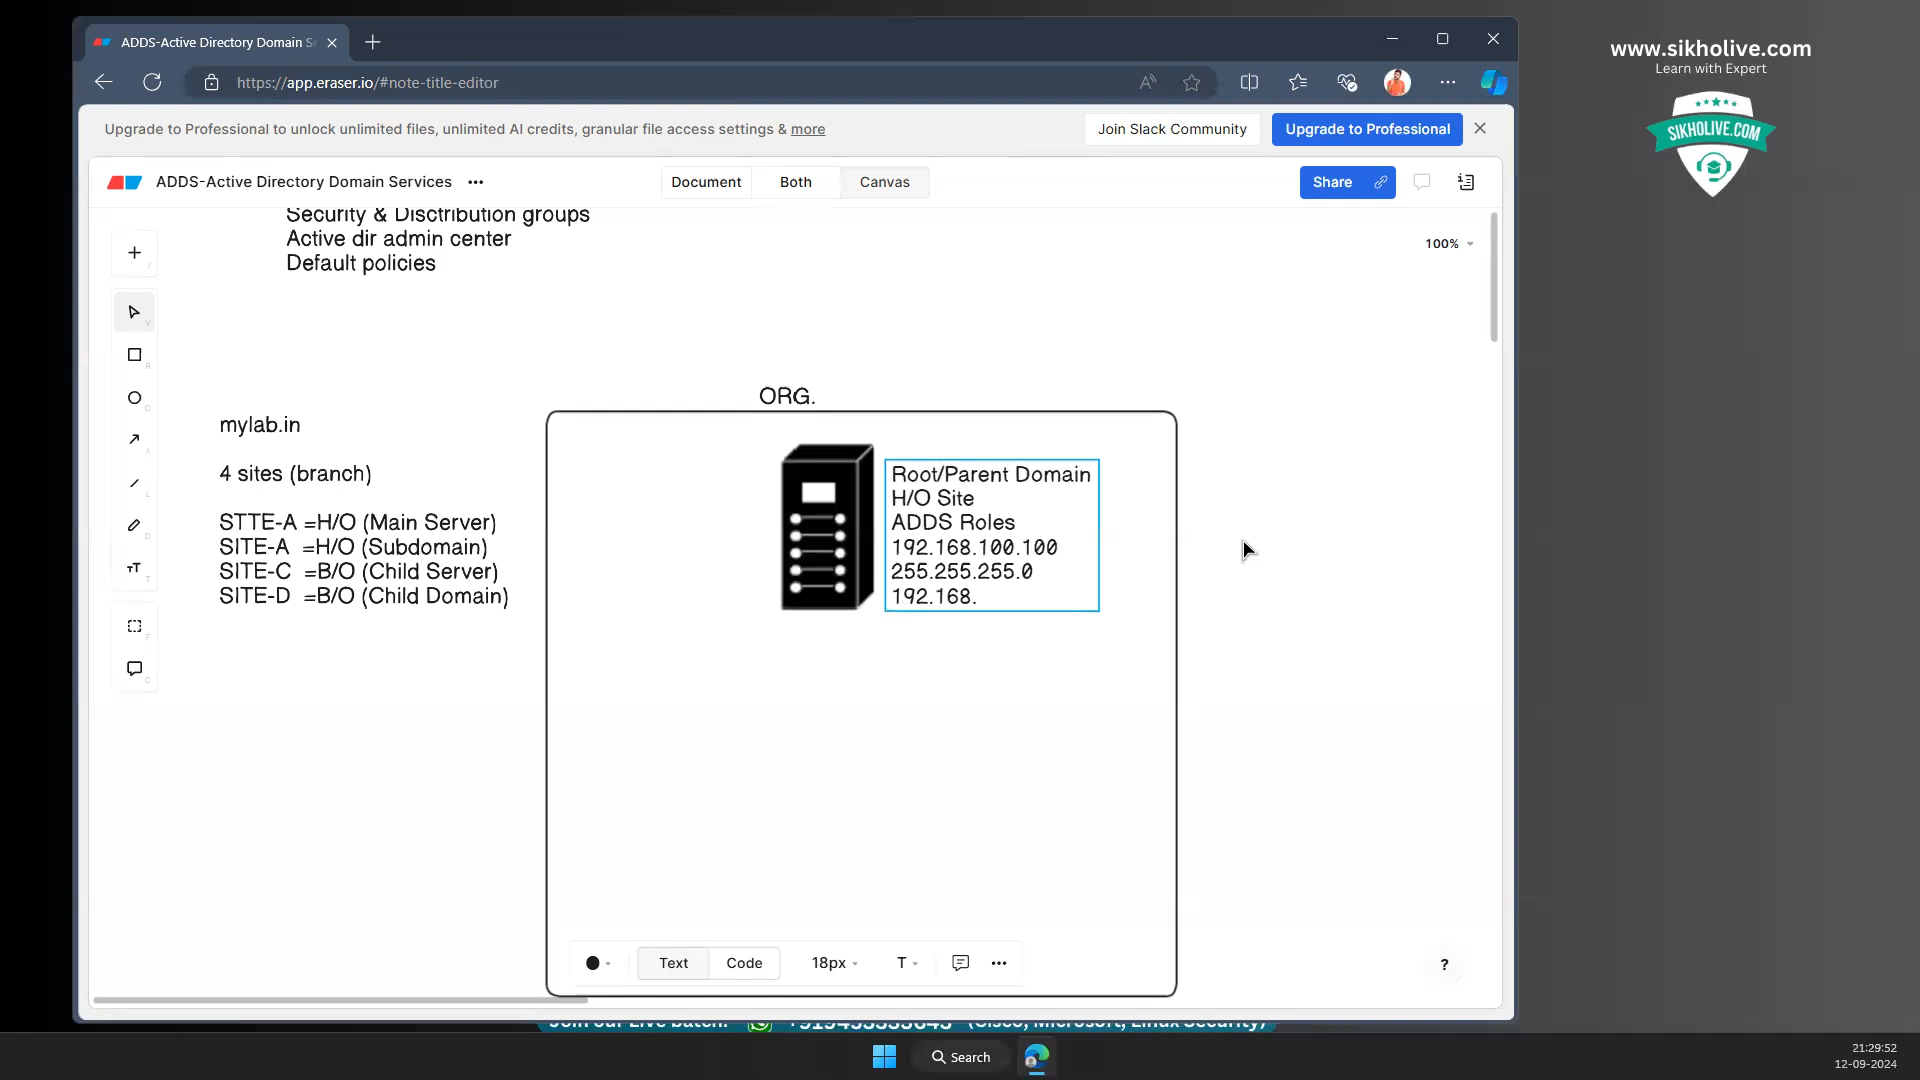 ADDS-Active Directory Domain S
https://app.eraser.io/#note-title-editor
Upgrade to Professional to unlock unlimited files, unlimited AI credits, granular file access settings & more
Join Slack Community
Upgrade to Professional
ADDS-Active Directory Domain Services
Document
Both
Canvas
Share
Security & Disctribution groups
Active dir admin center
Default policies
100%
ORG.
mylab.in
4 sites (branch)
STTE-A =H/O (Main Server)
SITE-A =H/O (Subdomain)
SITE-C =B/O (Child Server)
SITE-D =B/O (Child Domain)
Root/Parent Domain
H/O Site
ADDS Roles
192.168.100.100
255.255.255.0
192.168.
Text
Code
18px
T
?
www.sikholive.com
Learn with Expert
SIKHOLIVE.COM
Search
21:29:52
12-09-2024